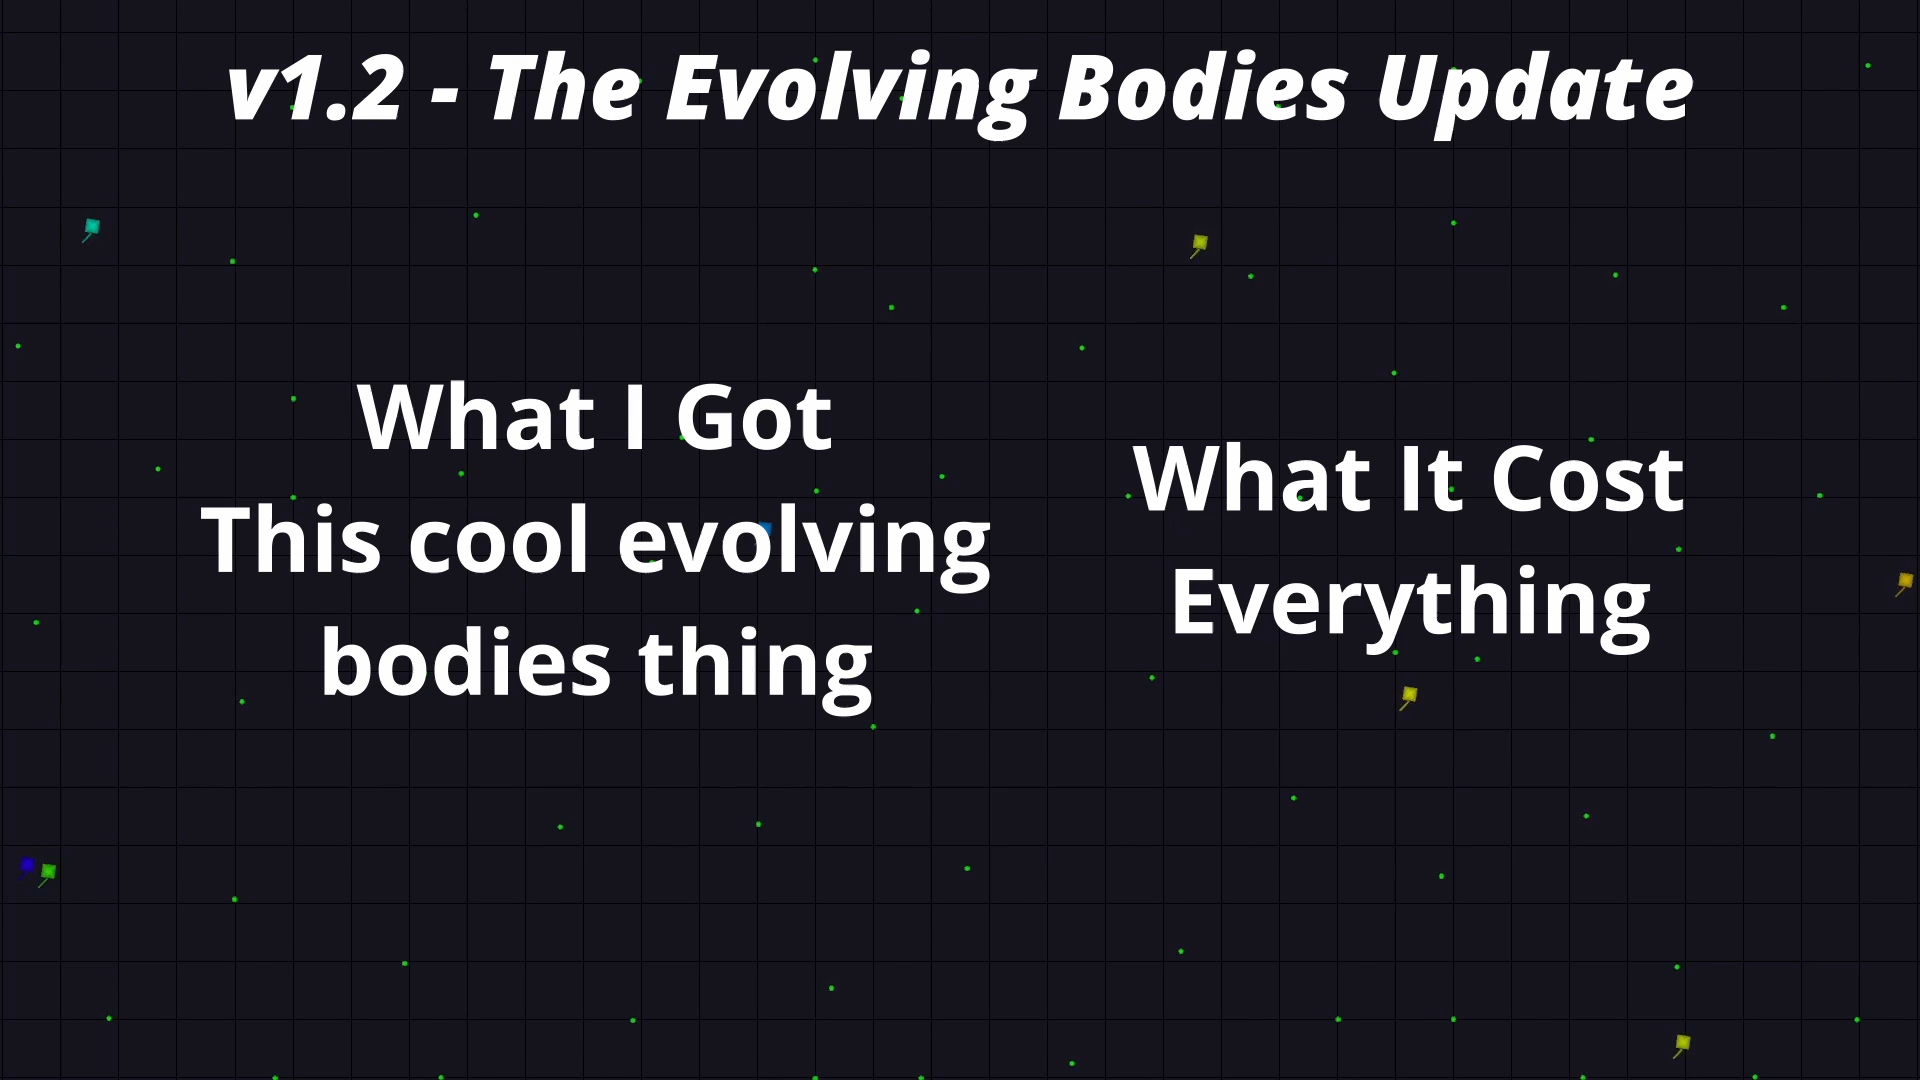 v1.2 - The Evolving Bodies Update
What I Got
This cool evolving
bodies thing
What It Cost
Everything